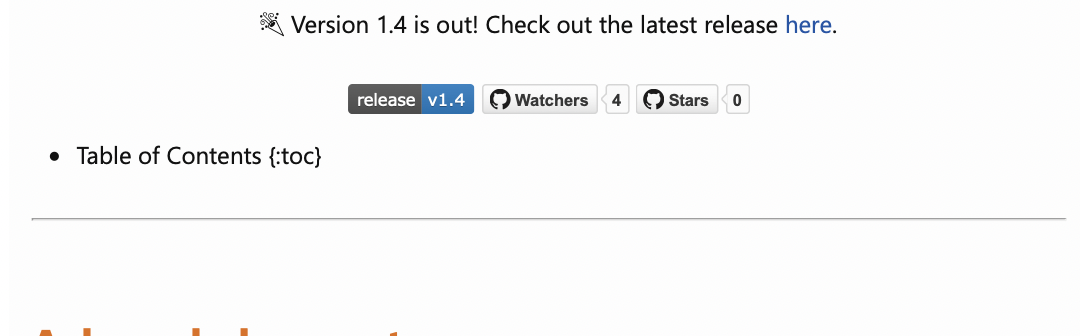 🎉 Version 1.4 is out! Check out the latest release here.
release v1.4 Watchers 4 Stars 0
• Table of Contents {:toc}